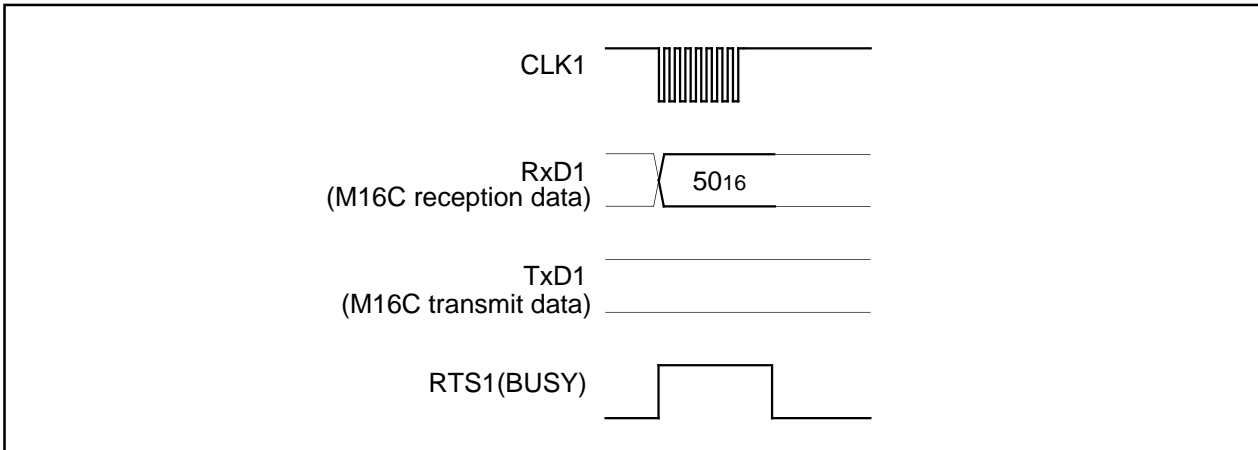 CLK1
RxD1
(M16C reception data)
5016
TxD1
(M16C transmit data)
RTS1(BUSY)